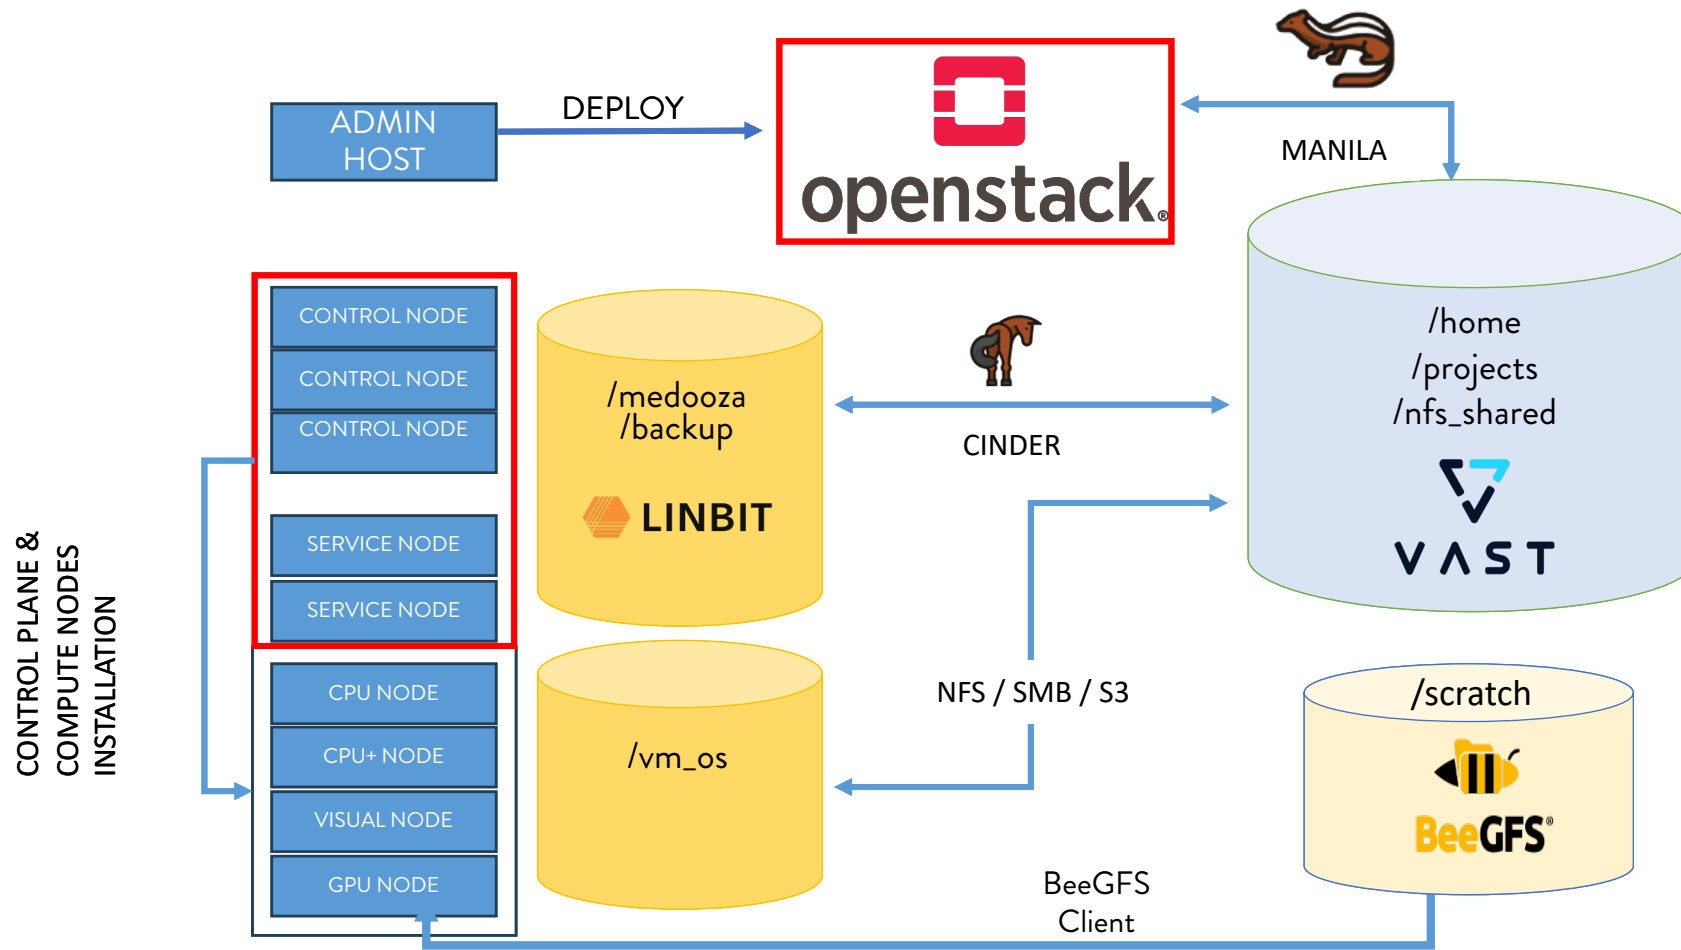 ADMIN
HOST
DEPLOY
openstack®
MANILA
CONTROL NODE
CONTROL NODE
CONTROL NODE
SERVICE NODE
SERVICE NODE
CPU NODE
CPU+ NODE
VISUAL NODE
GPU NODE
CONTROL PLANE &
COMPUTE NODES
INSTALLATION
/medooza
/backup
LINBIT
/vm_os
CINDER
NFS / SMB / S3
/home
/projects
/nfs_shared
VAST
/scratch
BeeGFS®
BeeGFS
Client